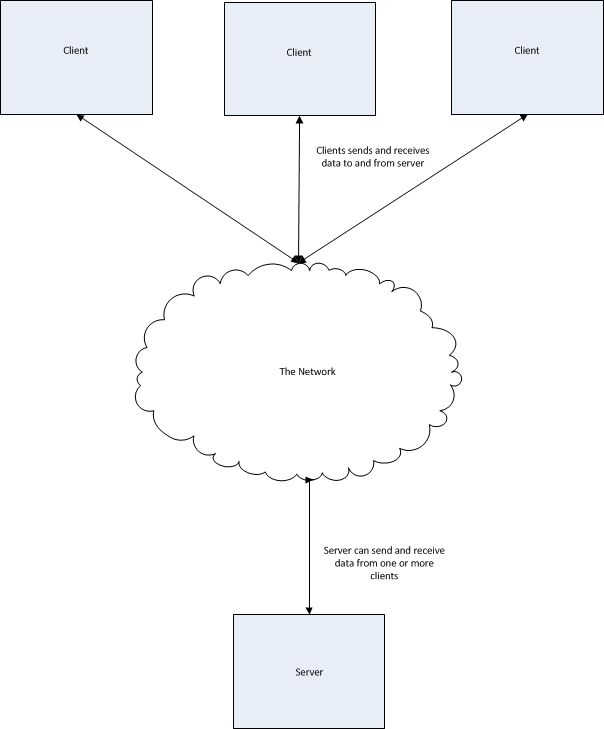 Client
Client
Client
Clients sends and receives
data to and from server
The Network
Server can send and receive
data from one or more
clients
Server